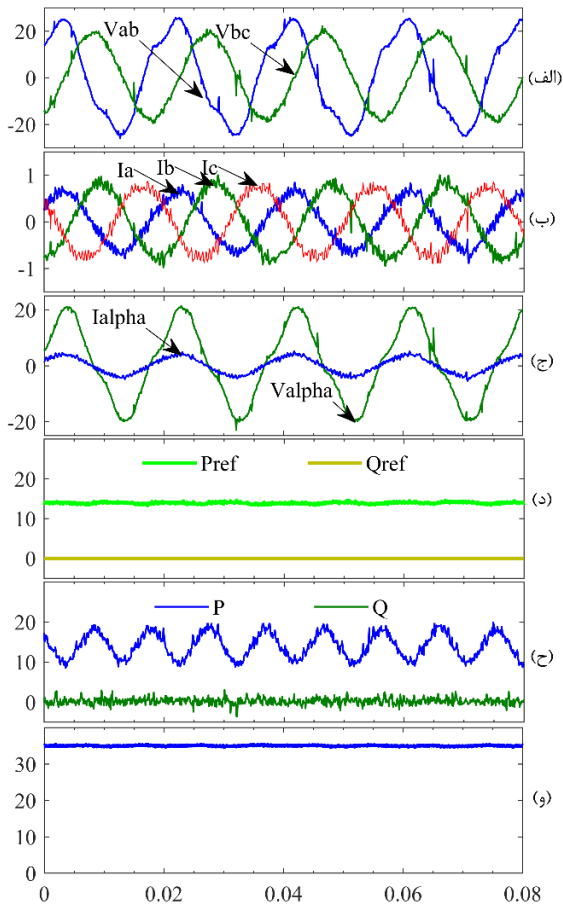 Vab
Vbc
20
0
-20
(الف)
Ia
Ib
Ic
1
0
-1
(ب)
Ialpha
Valpha
20
0
-20
(ج)
Pref
Qref
20
10
0
(د)
P
Q
20
10
0
(ح)
30
20
10
0
(و)
0
0.02
0.04
0.06
0.08